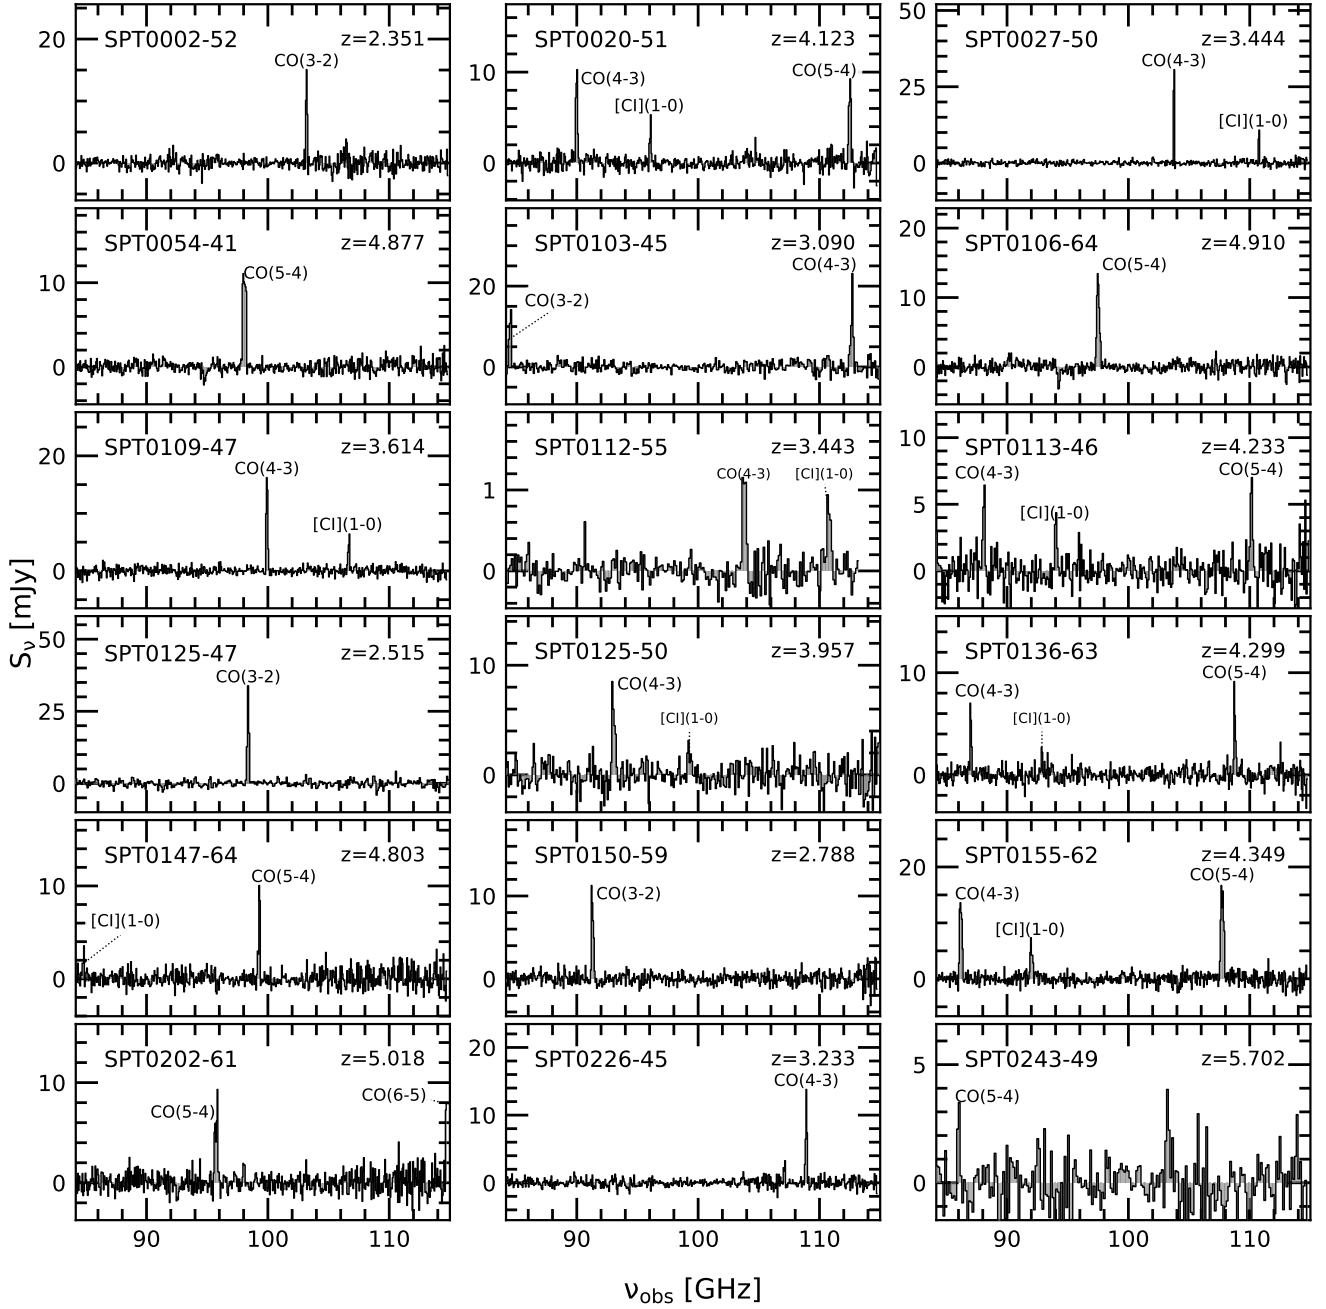 SPT0002-52 z=2.351
CO(3-2)
20
0
SPT0020-51 z=4.123
CO(4-3)
[CI](1-0)
CO(5-4)
10
0
SPT0027-50 z=3.444
CO(4-3)
[CI](1-0)
50
25
0
SPT0054-41 z=4.877
CO(5-4)
10
0
SPT0103-45 z=3.090
CO(4-3)
CO(3-2)
20
0
SPT0106-64 z=4.910
CO(5-4)
20
10
0
SPT0109-47 z=3.614
CO(4-3)
[CI](1-0)
20
0
SPT0112-55 z=3.443
CO(4-3)
[CI](1-0)
1
0
SPT0113-46 z=4.233
CO(4-3)
[CI](1-0)
CO(5-4)
10
5
0
SPT0125-47 z=2.515
CO(3-2)
50
25
0
SPT0125-50 z=3.957
CO(4-3)
[CI](1-0)
10
0
SPT0136-63 z=4.299
CO(4-3)
[CI](1-0)
CO(5-4)
10
0
SPT0147-64 z=4.803
CO(5-4)
[CI](1-0)
10
0
SPT0150-59 z=2.788
CO(3-2)
10
0
SPT0155-62 z=4.349
CO(4-3)
[CI](1-0)
CO(5-4)
20
0
SPT0202-61 z=5.018
CO(5-4)
CO(6-5)
10
0
SPT0226-45 z=3.233
CO(4-3)
20
10
0
SPT0243-49 z=5.702
CO(5-4)
5
0
90 100 110
90 100 110
90 100 110
Sν [mJy]
νobs [GHz]